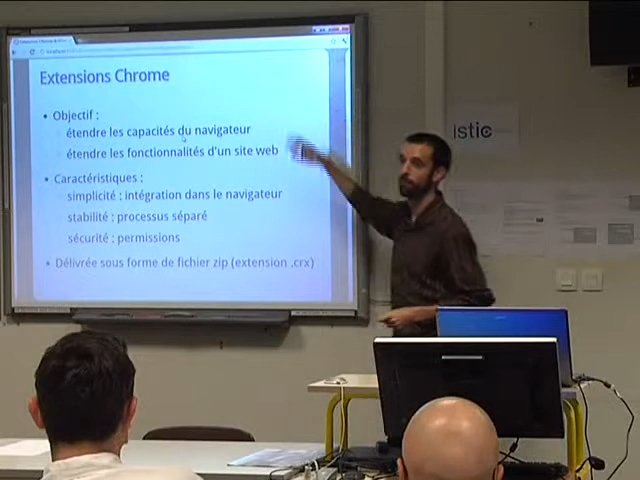 Extensions Chrome
• Objectif :
étendre les capacités du navigateur
étendre les fonctionnalités d'un site web
• Caractéristiques :
simplicité : intégration dans le navigateur
stabilité : processus séparé
sécurité : permissions
• Délivrée sous forme de fichier zip (extension .crx)
istic